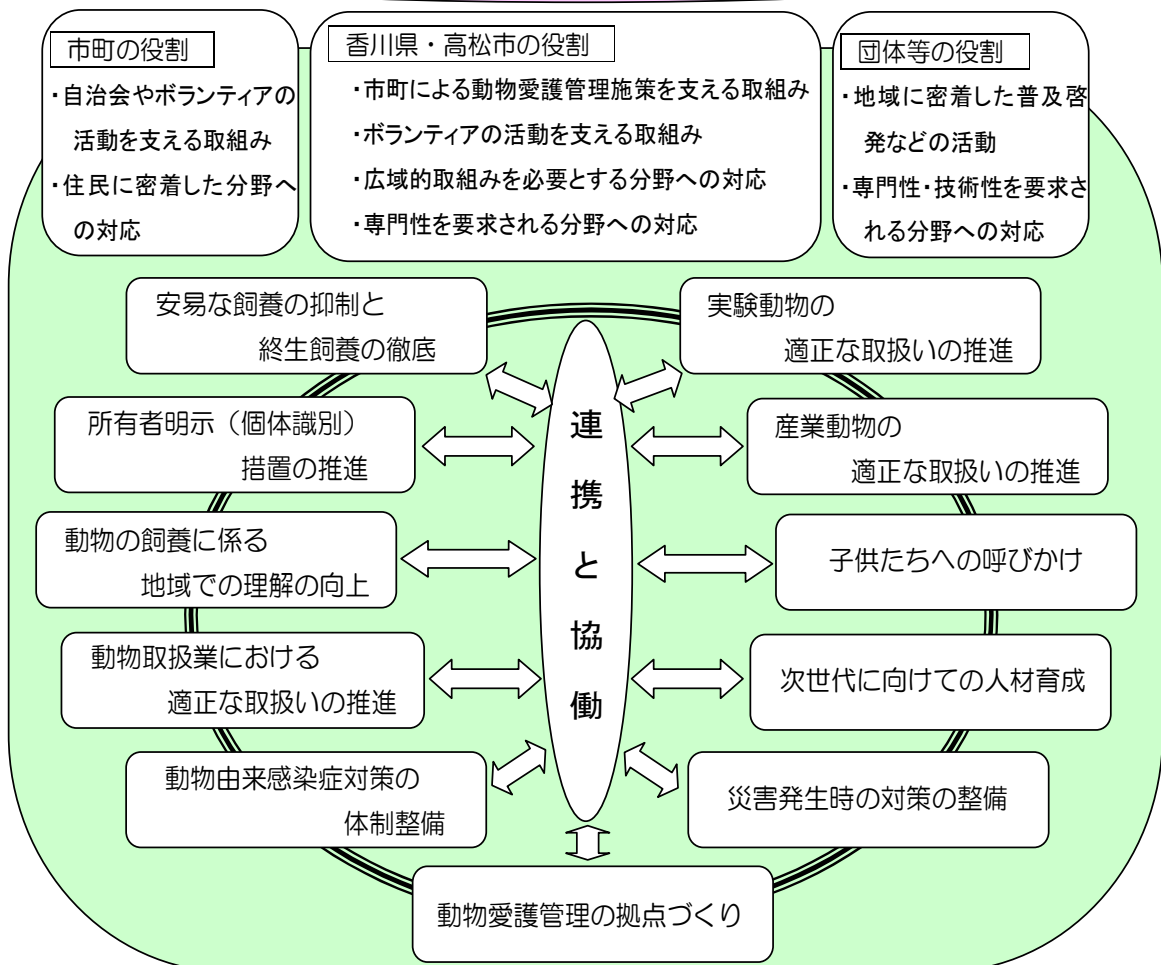 市町の役割
・自治会やボランティアの
活動を支える取組み
・住民に密着した分野へ
の対応
香川県・高松市の役割
・市町による動物愛護管理施策を支える取組み
・ボランティアの活動を支える取組み
・広域的取組みを必要とする分野への対応
・専門性を要求される分野への対応
団体等の役割
・地域に密着した普及啓
発などの活動
・専門性・技術性を要求さ
れる分野への対応
安易な飼養の抑制と
終生飼養の徹底
所有者明示（個体識別）
措置の推進
動物の飼養に係る
地域での理解の向上
動物取扱業における
適正な取扱いの推進
動物由来感染症対策の
体制整備
連携と協働
実験動物の
適正な取扱いの推進
産業動物の
適正な取扱いの推進
子供たちへの呼びかけ
次世代に向けての人材育成
災害発生時の対策の整備
動物愛護管理の拠点づくり